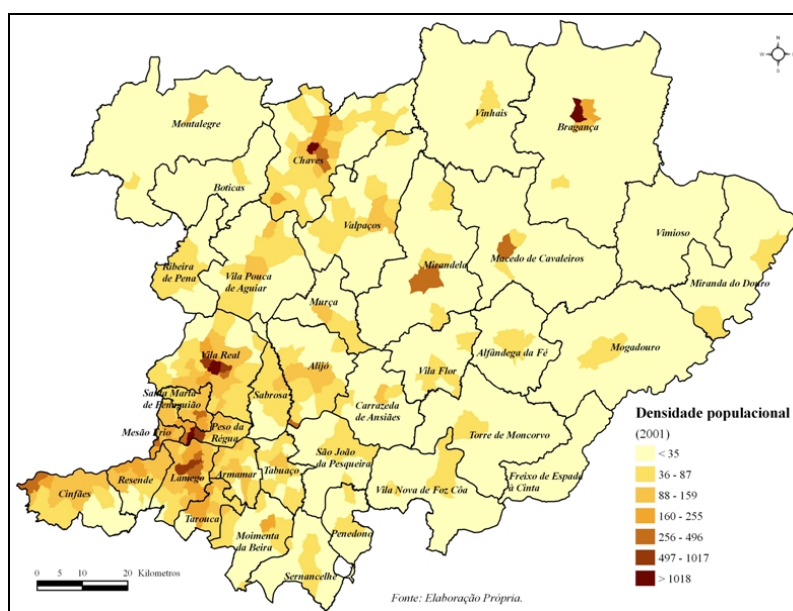 N
Montalegre
Vinhais
Bragança
Chaves
Boticas
Valpaços
Vimioso
Ribeira
de Pena
Vila Pouca
de Aguiar
Mirandela
Macedo de Cavaleiros
Miranda do Douro
Murça
Vila Real
Alijó
Alfândega da Fé
Mogadouro
Sabrosa
Vila Flor
Santa Marta
de Penaguião
Carrazeda
de Ansiães
Mesão Frio
Peso da
Régua
Torre de Moncorvo
São João
da Pesqueira
Cinfães
Resende
Lamego
Armamar
Tabuaço
Vila Nova de Foz Côa
Freixo de Espada
à Cinta
Tarouca
Moimenta
da Beira
Penedono
Sernancelhe
Densidade populacional
(2001)
< 35
36 - 87
88 - 159
160 - 255
256 - 496
497 - 1017
> 1018
0 10 20 Kilometros
Fonte: Elaboração Própria.